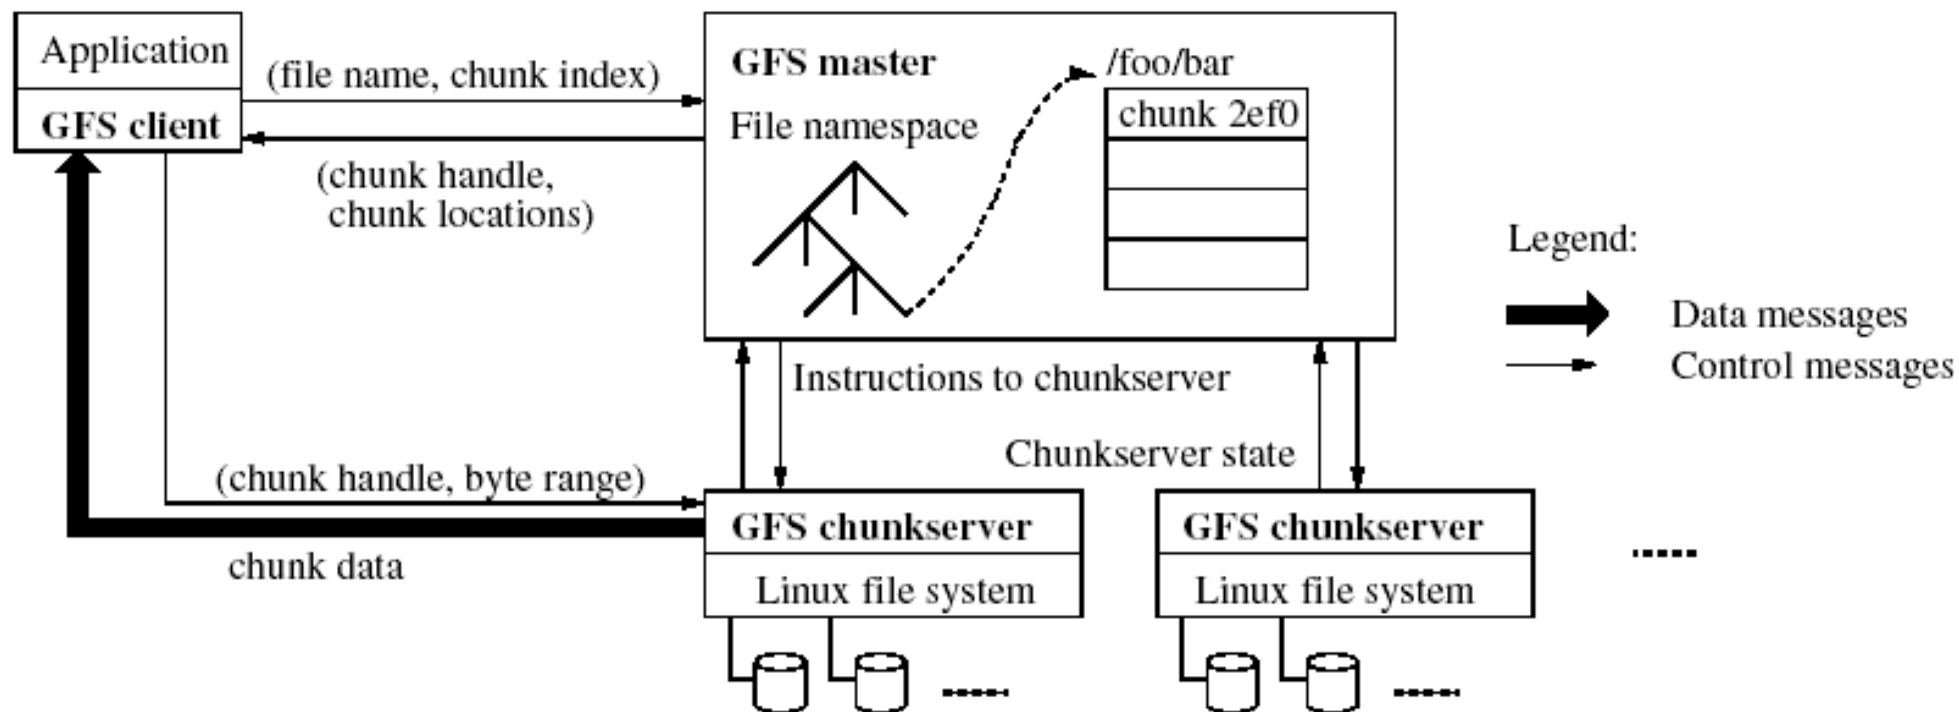 Application
GFS client
(file name, chunk index)
(chunk handle,
chunk locations)
GFS master
File namespace
/foo/bar
chunk 2ef0
Legend:
Data messages
Control messages
Instructions to chunkserver
Chunkserver state
(chunk handle, byte range)
chunk data
GFS chunkserver
Linux file system
GFS chunkserver
Linux file system